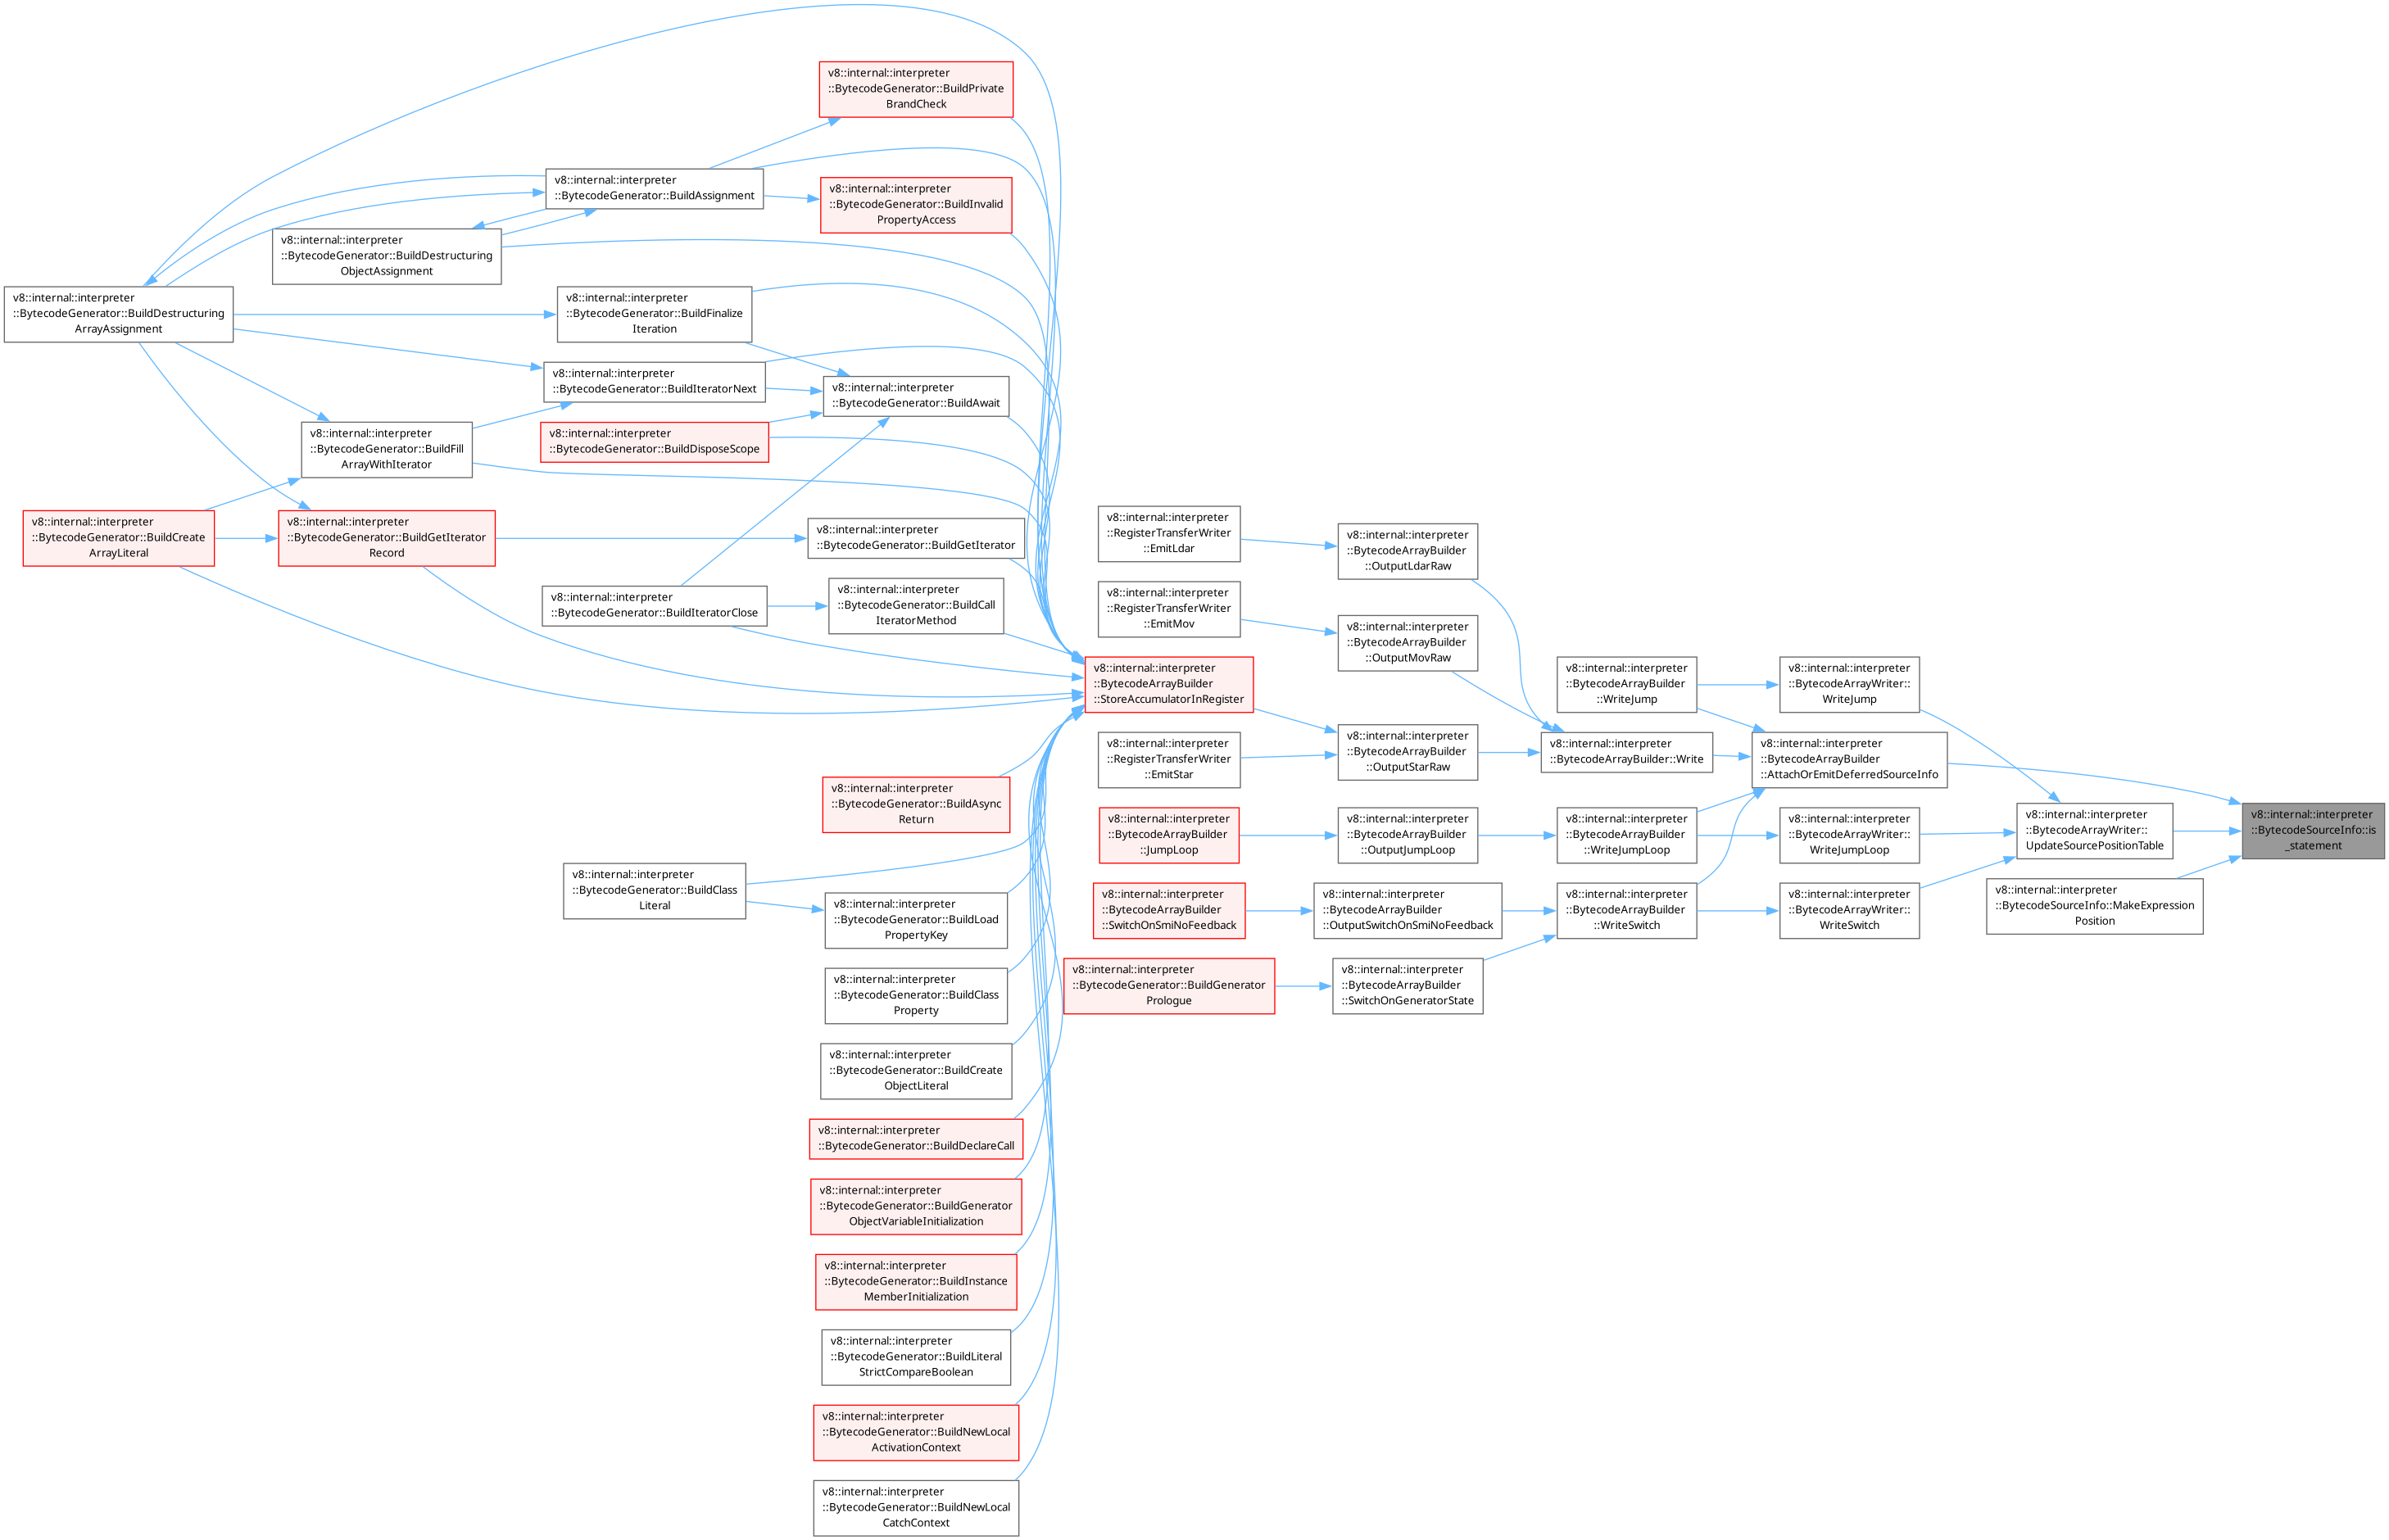 v8::internal::interpreter
::BytecodeGenerator::BuildPrivate
BrandCheck
v8::internal::interpreter
::BytecodeGenerator::BuildAssignment
v8::internal::interpreter
::BytecodeGenerator::BuildInvalid
PropertyAccess
v8::internal::interpreter
::BytecodeGenerator::BuildDestructuring
ObjectAssignment
v8::internal::interpreter
::BytecodeGenerator::BuildDestructuring
ArrayAssignment
v8::internal::interpreter
::BytecodeGenerator::BuildFinalize
Iteration
v8::internal::interpreter
::BytecodeGenerator::BuildIteratorNext
v8::internal::interpreter
::BytecodeGenerator::BuildAwait
v8::internal::interpreter
::BytecodeGenerator::BuildFill
ArrayWithIterator
v8::internal::interpreter
::BytecodeGenerator::BuildDisposeScope
v8::internal::interpreter
::BytecodeGenerator::BuildCreate
ArrayLiteral
v8::internal::interpreter
::BytecodeGenerator::BuildGetIterator
Record
v8::internal::interpreter
::BytecodeGenerator::BuildGetIterator
v8::internal::interpreter
::BytecodeGenerator::BuildIteratorClose
v8::internal::interpreter
::BytecodeGenerator::BuildCall
IteratorMethod
v8::internal::interpreter
::RegisterTransferWriter
::EmitLdar
v8::internal::interpreter
::BytecodeArrayBuilder
::OutputLdarRaw
v8::internal::interpreter
::RegisterTransferWriter
::EmitMov
v8::internal::interpreter
::BytecodeArrayBuilder
::OutputMovRaw
v8::internal::interpreter
::BytecodeArrayBuilder
::StoreAccumulatorInRegister
v8::internal::interpreter
::BytecodeArrayBuilder
::WriteJump
v8::internal::interpreter
::BytecodeArrayWriter::
WriteJump
v8::internal::interpreter
::RegisterTransferWriter
::EmitStar
v8::internal::interpreter
::BytecodeArrayBuilder
::OutputStarRaw
v8::internal::interpreter
::BytecodeArrayBuilder::Write
v8::internal::interpreter
::BytecodeArrayBuilder
::AttachOrEmitDeferredSourceInfo
v8::internal::interpreter
::BytecodeGenerator::BuildAsync
Return
v8::internal::interpreter
::BytecodeArrayBuilder
::JumpLoop
v8::internal::interpreter
::BytecodeArrayBuilder
::OutputJumpLoop
v8::internal::interpreter
::BytecodeArrayBuilder
::WriteJumpLoop
v8::internal::interpreter
::BytecodeArrayWriter::
WriteJumpLoop
v8::internal::interpreter
::BytecodeArrayWriter::
UpdateSourcePositionTable
v8::internal::interpreter
::BytecodeSourceInfo::is
_statement
v8::internal::interpreter
::BytecodeGenerator::BuildClass
Literal
v8::internal::interpreter
::BytecodeGenerator::BuildLoad
PropertyKey
v8::internal::interpreter
::BytecodeArrayBuilder
::SwitchOnSmiNoFeedback
v8::internal::interpreter
::BytecodeArrayBuilder
::OutputSwitchOnSmiNoFeedback
v8::internal::interpreter
::BytecodeArrayBuilder
::WriteSwitch
v8::internal::interpreter
::BytecodeArrayWriter::
WriteSwitch
v8::internal::interpreter
::BytecodeSourceInfo::MakeExpression
Position
v8::internal::interpreter
::BytecodeGenerator::BuildClass
Property
v8::internal::interpreter
::BytecodeGenerator::BuildGenerator
Prologue
v8::internal::interpreter
::BytecodeArrayBuilder
::SwitchOnGeneratorState
v8::internal::interpreter
::BytecodeGenerator::BuildCreate
ObjectLiteral
v8::internal::interpreter
::BytecodeGenerator::BuildDeclareCall
v8::internal::interpreter
::BytecodeGenerator::BuildGenerator
ObjectVariableInitialization
v8::internal::interpreter
::BytecodeGenerator::BuildInstance
MemberInitialization
v8::internal::interpreter
::BytecodeGenerator::BuildLiteral
StrictCompareBoolean
v8::internal::interpreter
::BytecodeGenerator::BuildNewLocal
ActivationContext
v8::internal::interpreter
::BytecodeGenerator::BuildNewLocal
CatchContext